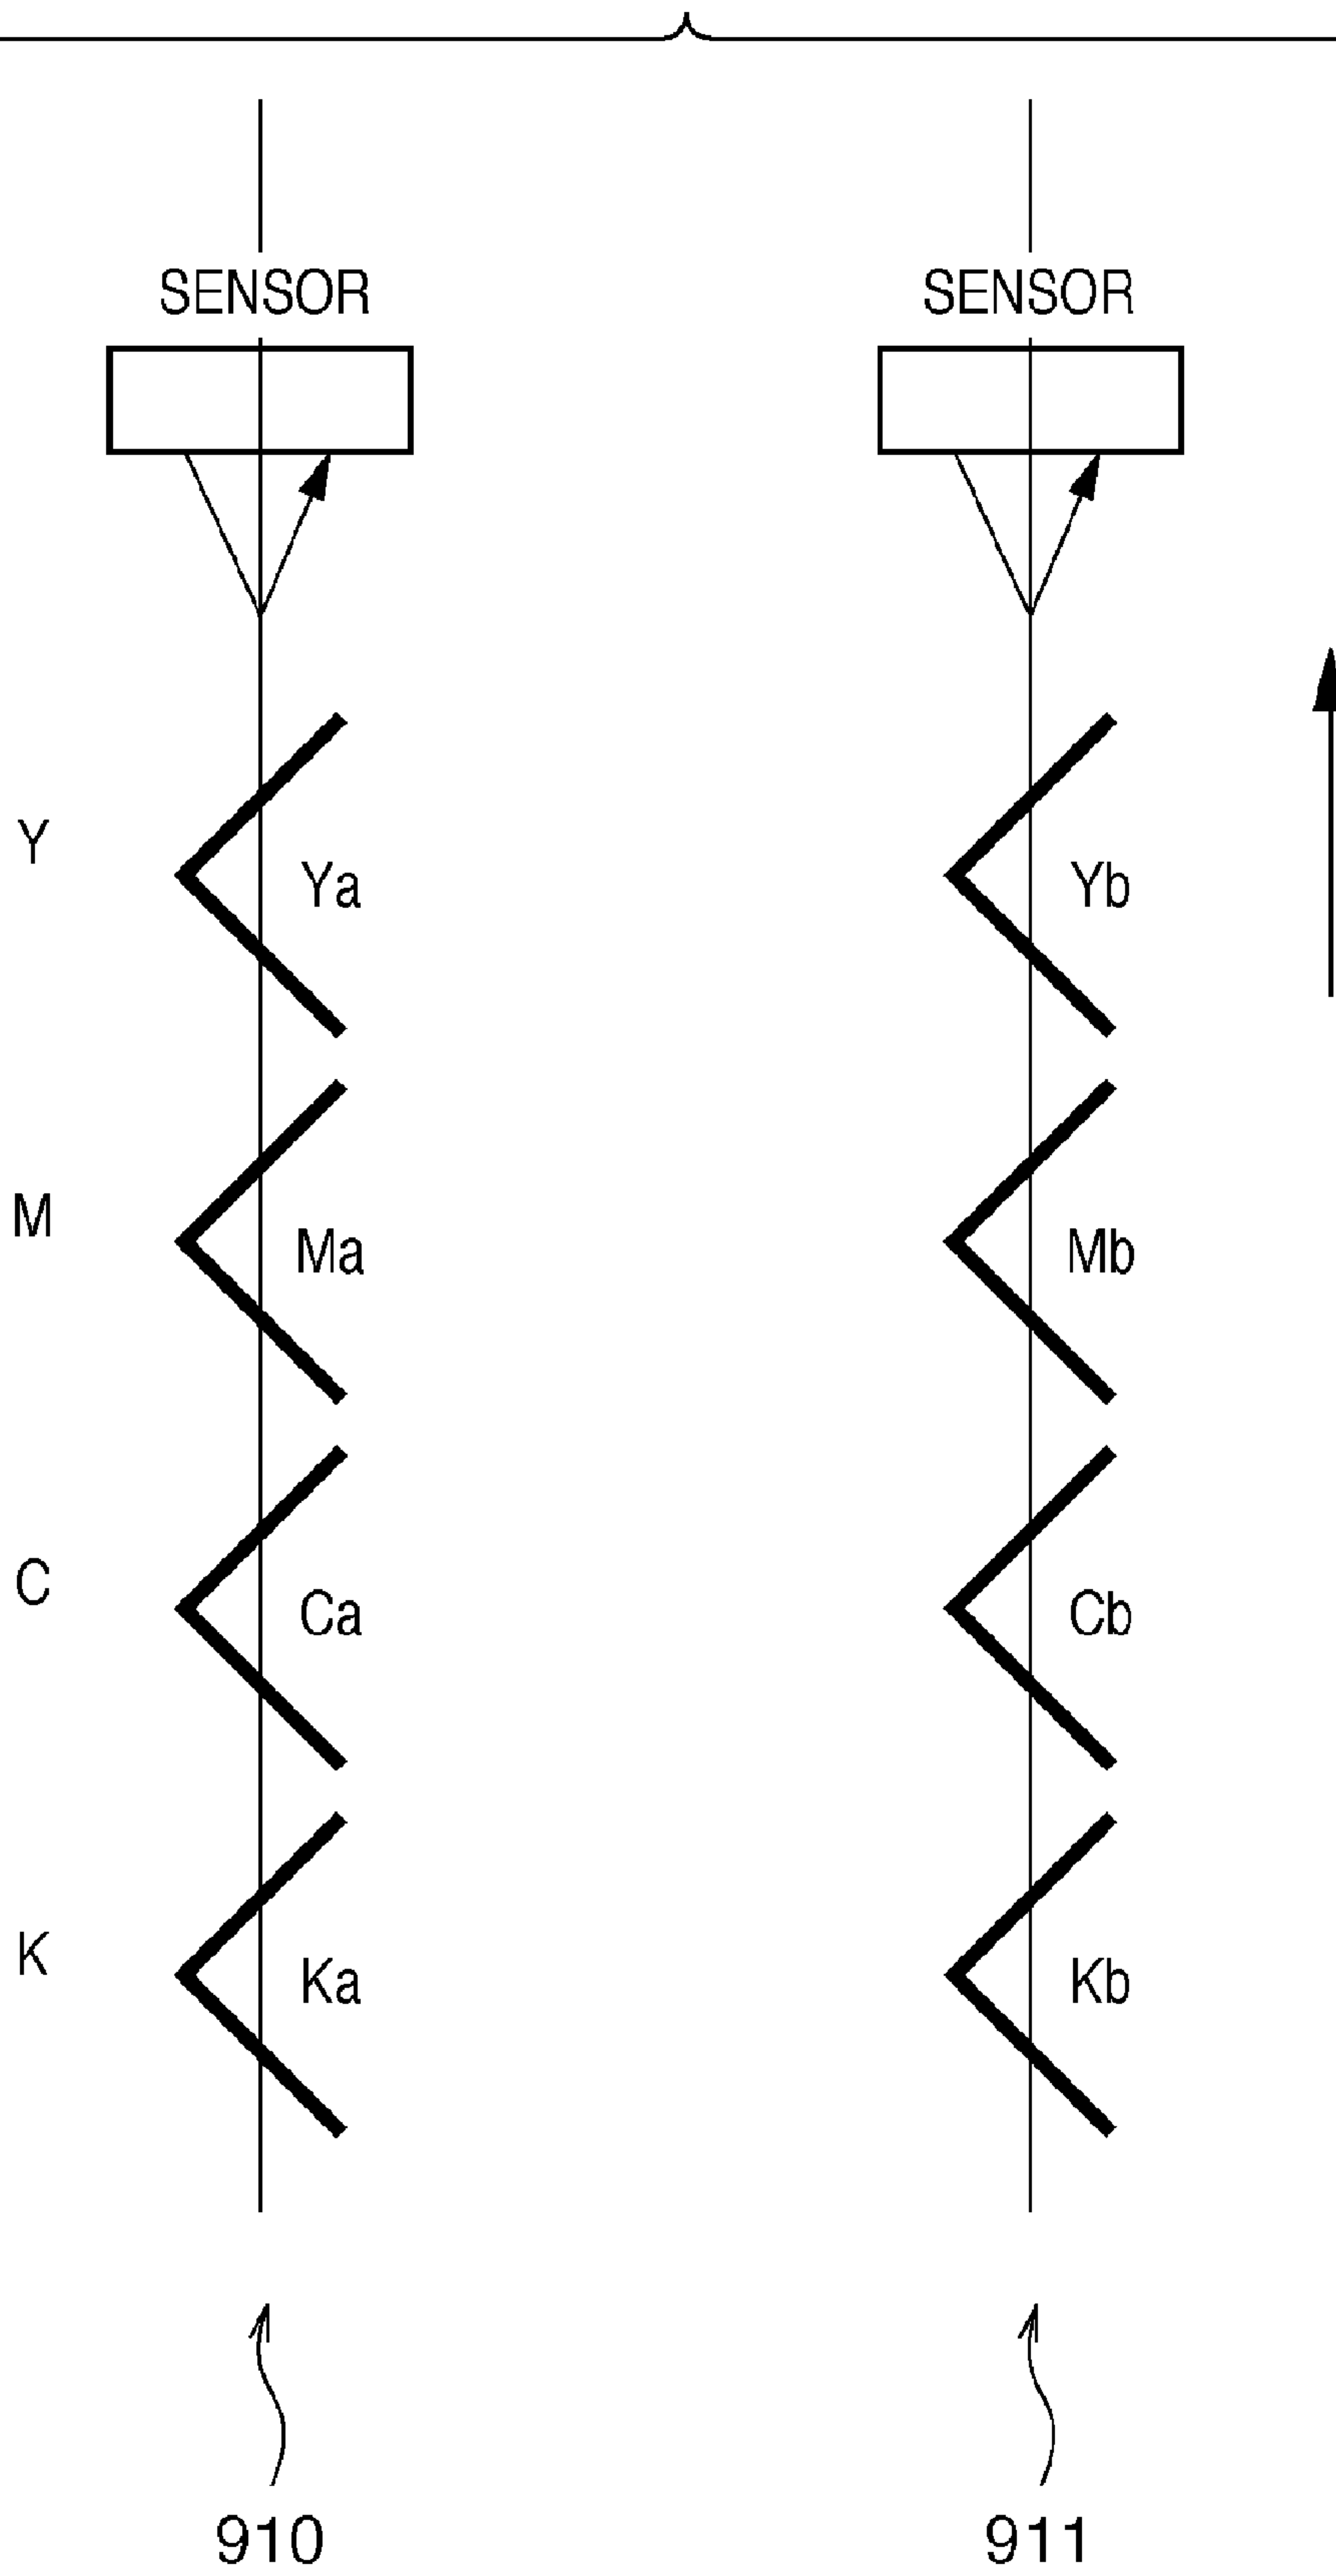 SENSOR SENSOR
Y Ya Yb
M Ma Mb
C Ca Cb
K Ka Kb
910 911